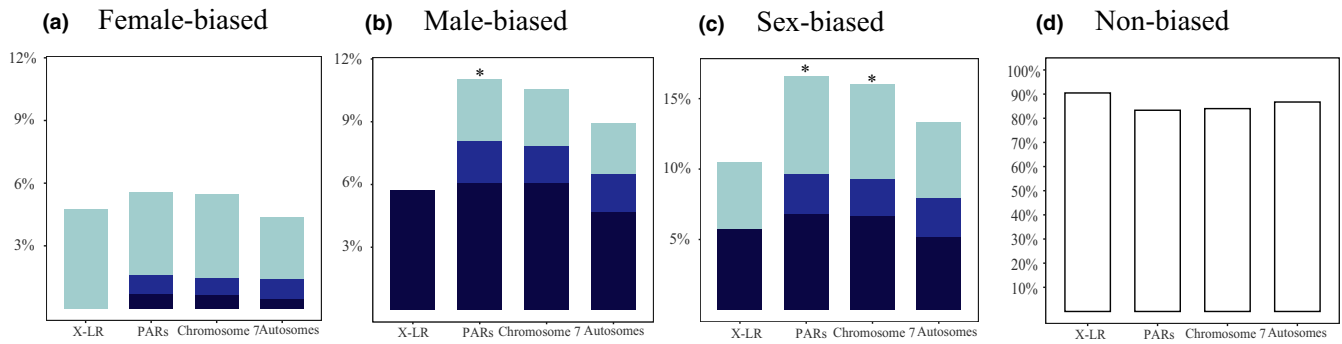 (a) Female-biased
12%
9%
6%
3%
X-LR PARs Chromosome 7 Autosomes
(b) Male-biased
12%
9%
6%
3%
*
X-LR PARs Chromosome 7 Autosomes
(c) Sex-biased
15%
10%
5%
* *
X-LR PARs Chromosome 7 Autosomes
(d) Non-biased
100%
90%
80%
70%
60%
50%
40%
30%
20%
10%
X-LR PARs Chromosome 7 Autosomes